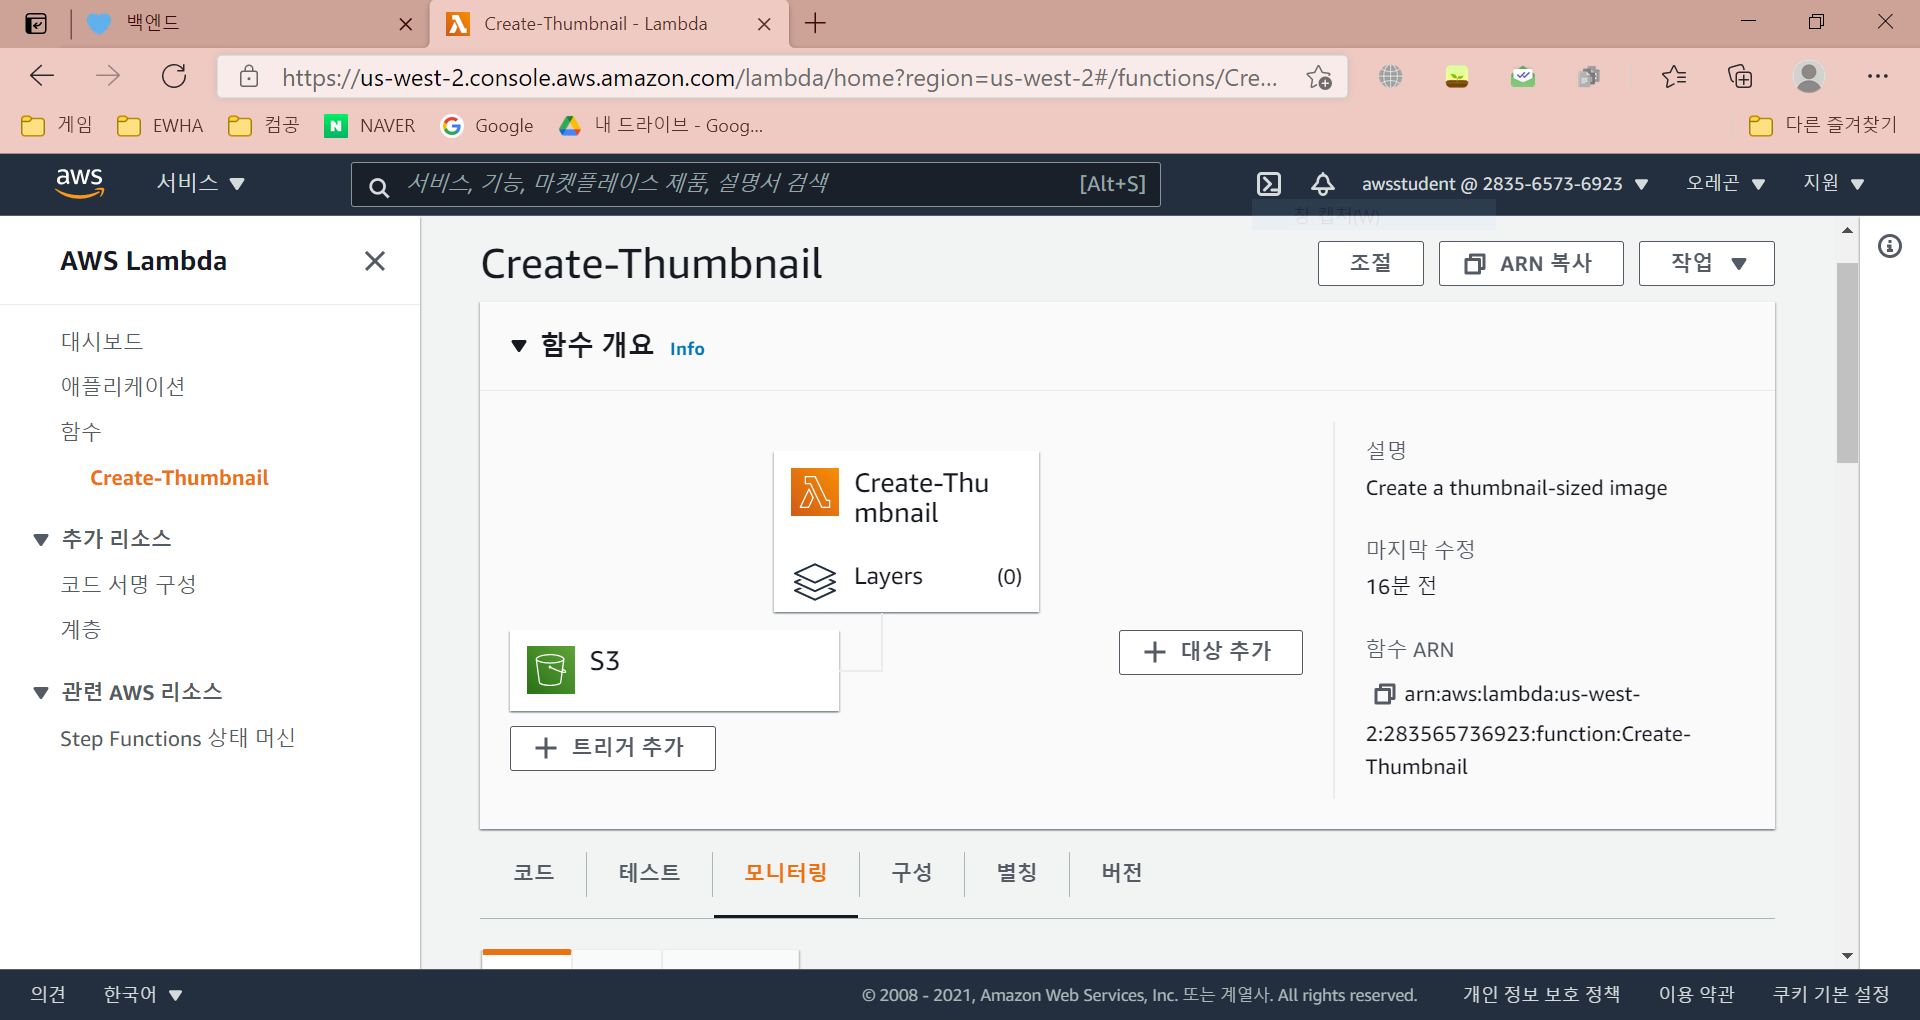 백엔드
Create-Thumbnail - Lambda
https://us-west-2.console.aws.amazon.com/lambda/home?region=us-west-2#/functions/Cre...
게임
EWHA
컴공
N NAVER
Google
내 드라이브 - Goog...
다른 즐겨찾기
aws
서비스
서비스, 기능, 마켓플레이스 제품, 설명서 검색
[Alt+S]
awsstudent @ 2835-6573-6923
오레곤
지원
창 캡처(W)
AWS Lambda
대시보드
애플리케이션
함수
Create-Thumbnail
추가 리소스
코드 서명 구성
계층
관련 AWS 리소스
Step Functions 상태 머신
Create-Thumbnail
조절
ARN 복사
작업
함수 개요 Info
Create-Thu
mbnail
Layers (0)
S3
트리거 추가
대상 추가
설명
Create a thumbnail-sized image
마지막 수정
16분 전
함수 ARN
arn:aws:lambda:us-west-
2:283565736923:function:Create-
Thumbnail
코드
테스트
모니터링
구성
별칭
버전
의견
한국어
© 2008 - 2021, Amazon Web Services, Inc. 또는 계열사. All rights reserved.
개인 정보 보호 정책
이용 약관
쿠키 기본 설정